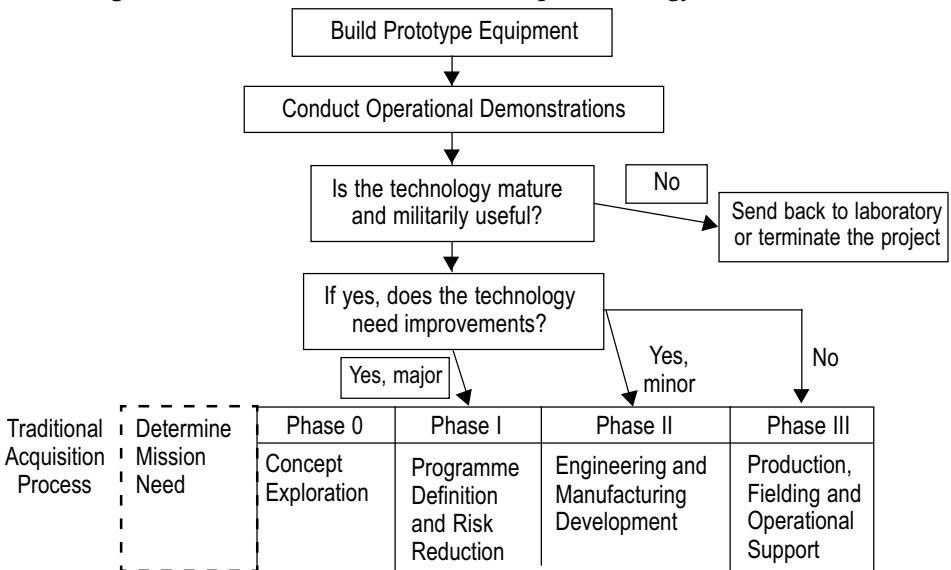 Build Prototype Equipment
Conduct Operational Demonstrations
Is the technology mature
and militarily useful?
No
Send back to laboratory
or terminate the project
If yes, does the technology
need improvements?
Yes, major
Yes,
minor
No
Traditional
Acquisition
Process
Determine
Mission
Need
Phase 0
Concept
Exploration
Phase I
Programme
Definition
and Risk
Reduction
Phase II
Engineering and
Manufacturing
Development
Phase III
Production,
Fielding and
Operational
Support